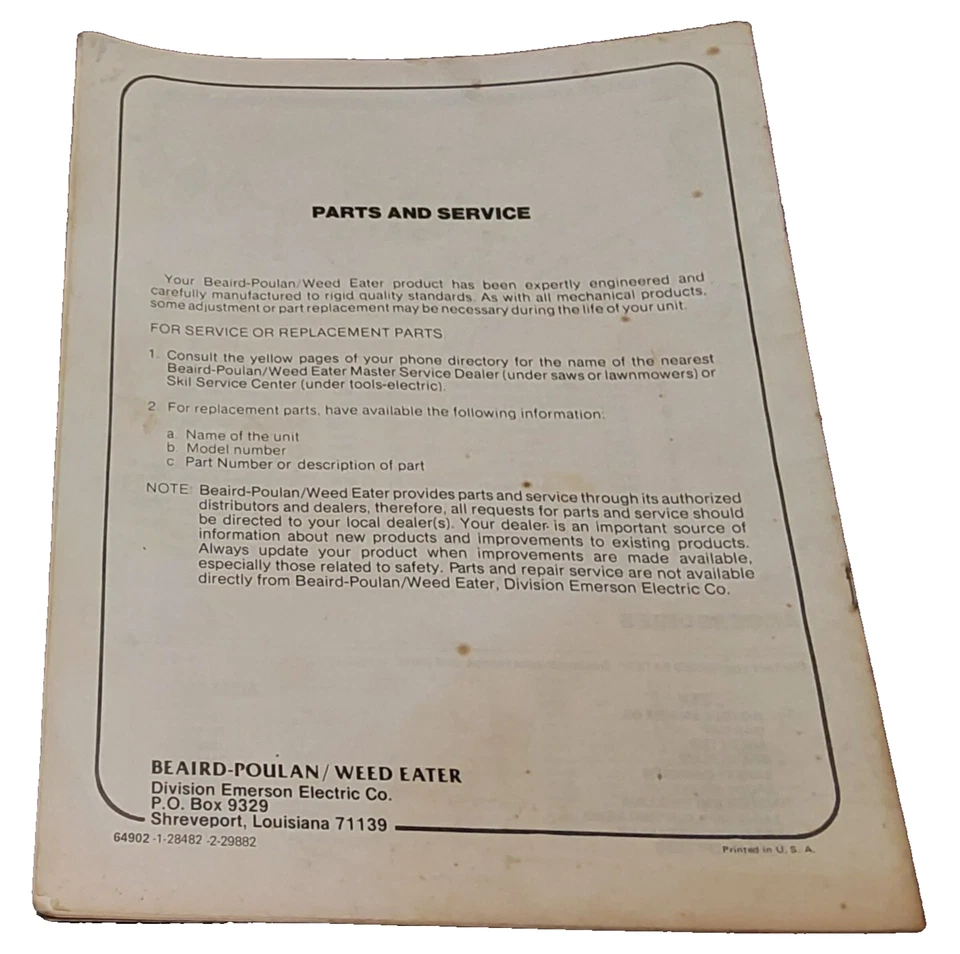 PARTS AND SERVICE
Your Beaird-Poulan/Weed Eater product has been expertly engineered and
carefully manufactured to rigid quality standards. As with all mechanical products,
some adjustment or part replacement may be necessary during the life of your unit.
FOR SERVICE OR REPLACEMENT PARTS
1. Consult the yellow pages of your phone directory for the name of the nearest
Beaird-Poulan/Weed Eater Master Service Dealer (under saws or lawnmowers) or
Skil Service Center (under tools-electric).
2. For replacement parts, have available the following information:
a. Name of the unit
b. Model number
c. Part Number or description of part
NOTE: Beaird-Poulan/Weed Eater provides parts and service through its authorized
distributors and dealers, therefore, all requests for parts and service should
be directed to your local dealer(s). Your dealer is an important source of
information about new products and improvements to existing products.
Always update your product when improvements are made available,
especially those related to safety. Parts and repair service are not available
directly from Beaird-Poulan/Weed Eater, Division Emerson Electric Co.
BEAIRD-POULAN/WEED EATER
Division Emerson Electric Co.
P.O. Box 9329
Shreveport, Louisiana 71139
64902-1-28482-2-29882
Printed in U.S.A.